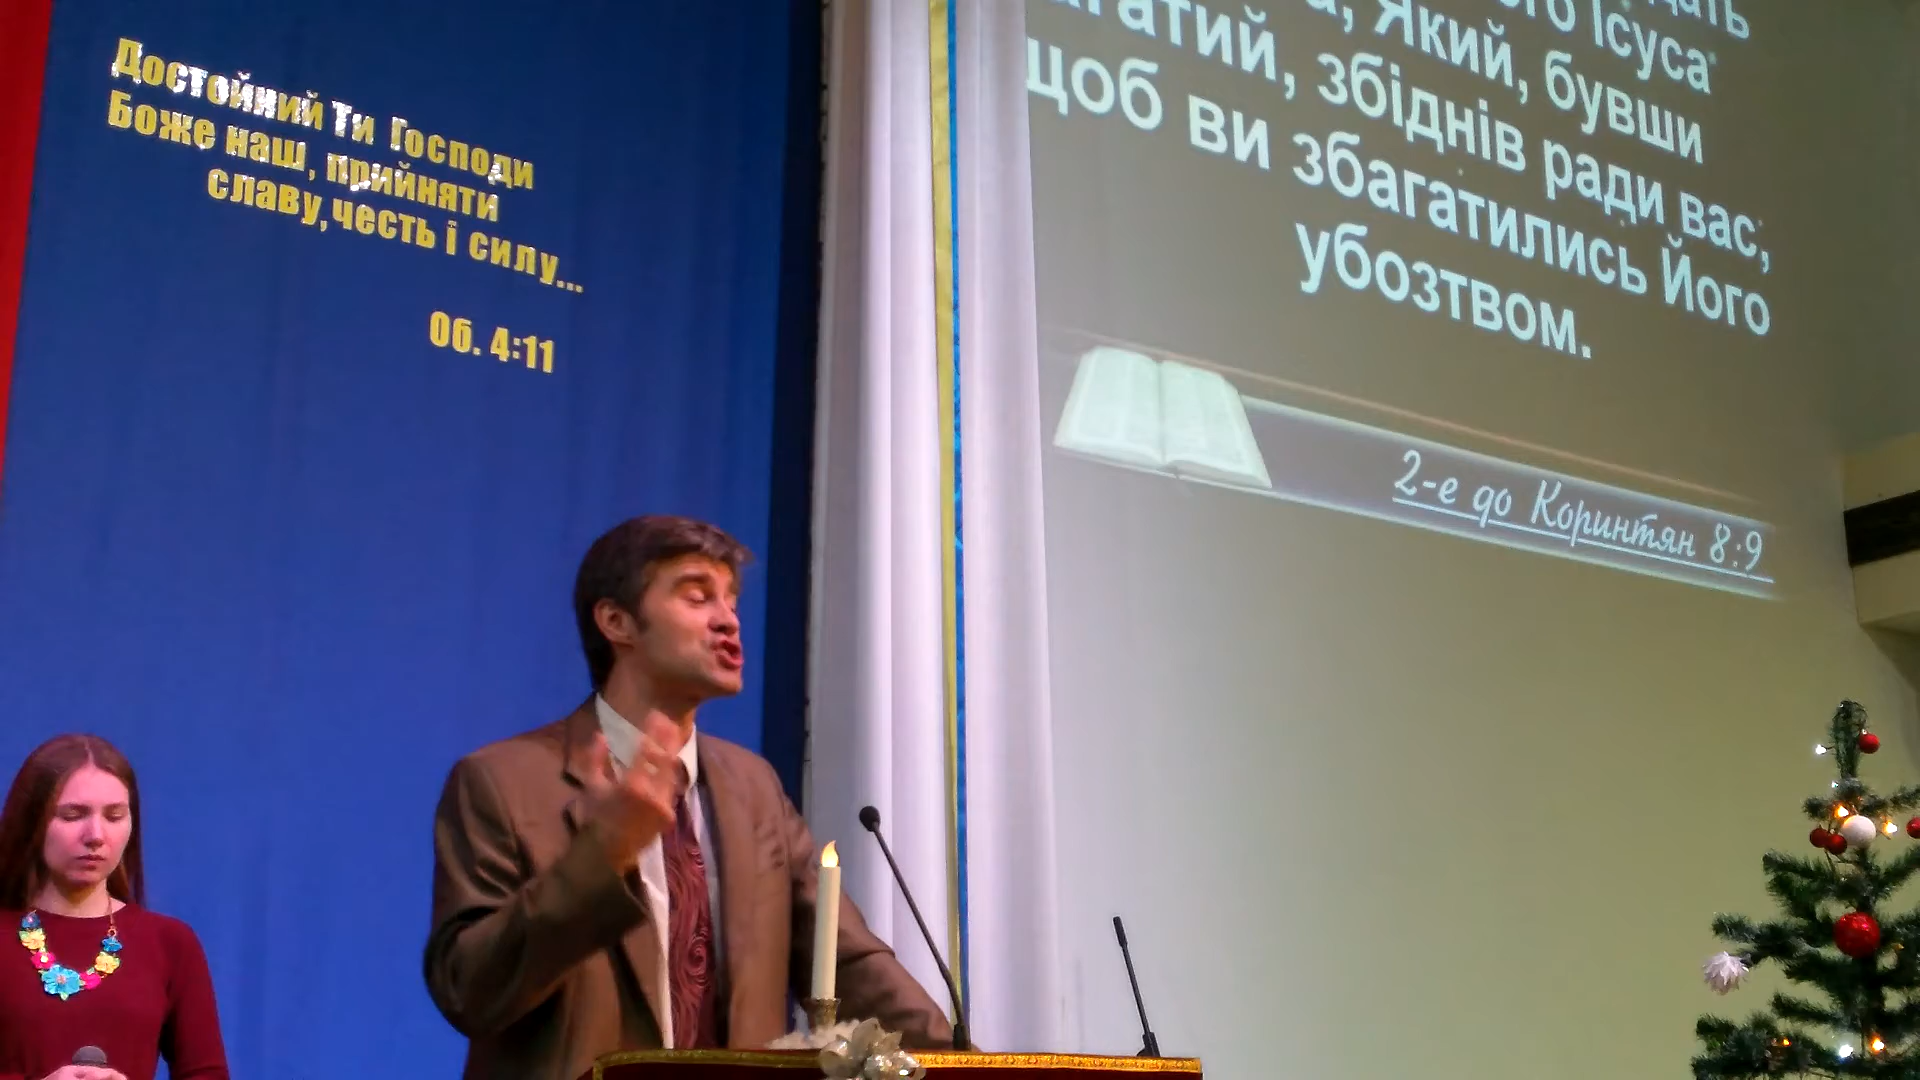 Достойний Ти Господи
Боже наш, прийняти
славу,честь і силу...
Об. 4:11
Ісуса
, Який, бувши
збіднів ради вас,
щоб ви збагатились Його
убозтвом.
2-е до Коринтян 8:9